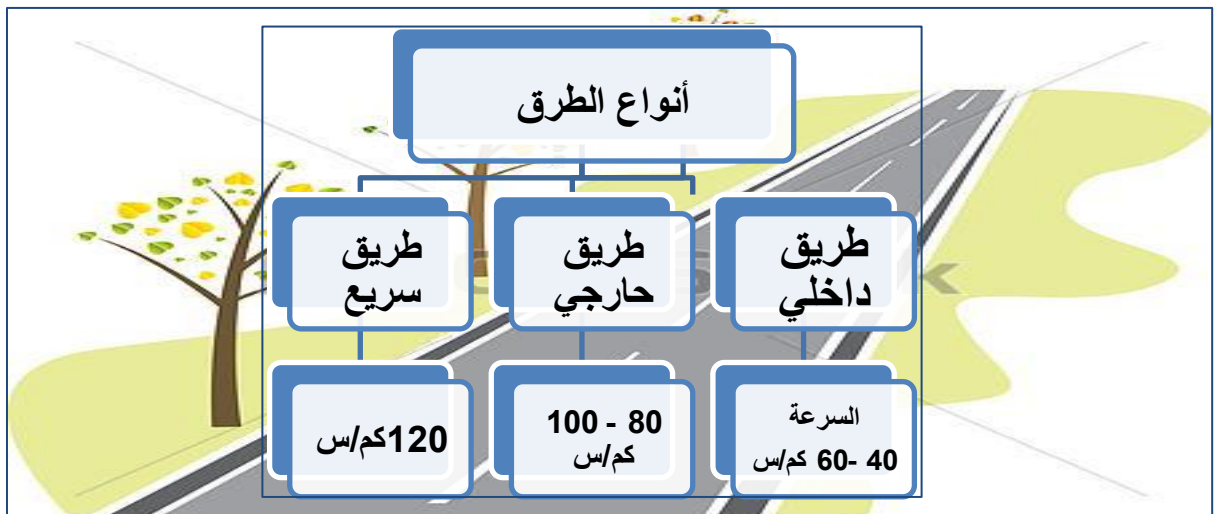 أنواع الطرق
طريق
داخلي
طريق
حارجي
طريق
سريع
السرعة
40 -60 كم/س
80 - 100
كم/س
120كم/س